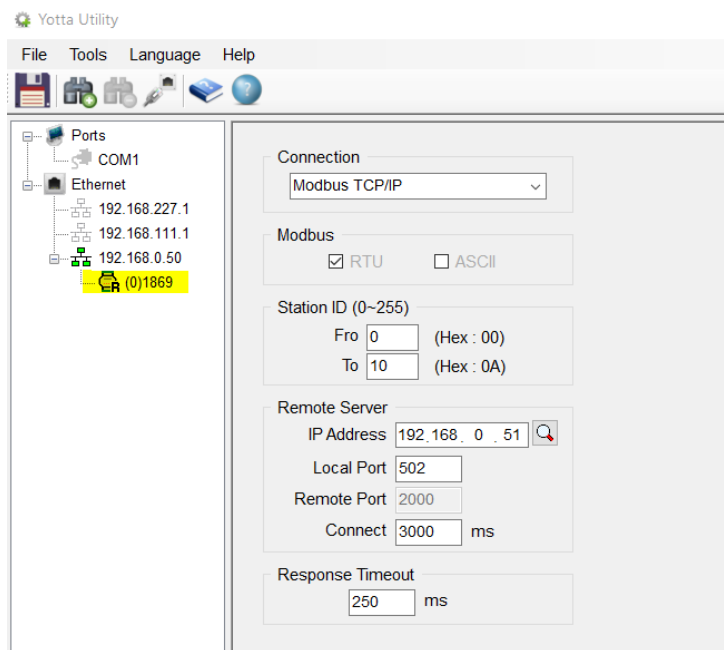 Yotta Utility
File Tools Language Help
Ports
COM1
Ethernet
192.168.227.1
192.168.111.1
192.168.0.50
(0)1869
Connection
Modbus TCP/IP
Modbus
RTU ASCII
Station ID (0~255)
Fro 0 (Hex : 00)
To 10 (Hex : 0A)
Remote Server
IP Address 192.168. 0 . 51
Local Port 502
Remote Port 2000
Connect 3000 ms
Response Timeout
250 ms